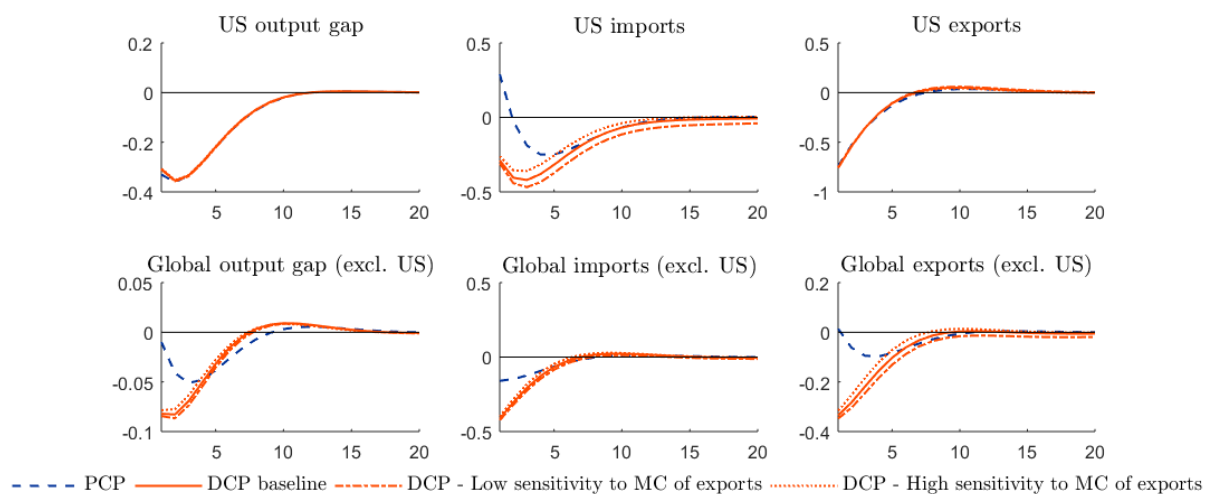 US output gap
US imports
US exports
0.2
0
-0.2
-0.4
5 10 15 20
0.5
0
-0.5
5 10 15 20
0.5
0
-0.5
-1
5 10 15 20
Global output gap (excl. US)
Global imports (excl. US)
Global exports (excl. US)
0.05
0
-0.05
-0.1
5 10 15 20
0.5
0
-0.5
5 10 15 20
0.2
0
-0.2
-0.4
5 10 15 20
PCP
DCP baseline
DCP - Low sensitivity to MC of exports
DCP - High sensitivity to MC of exports